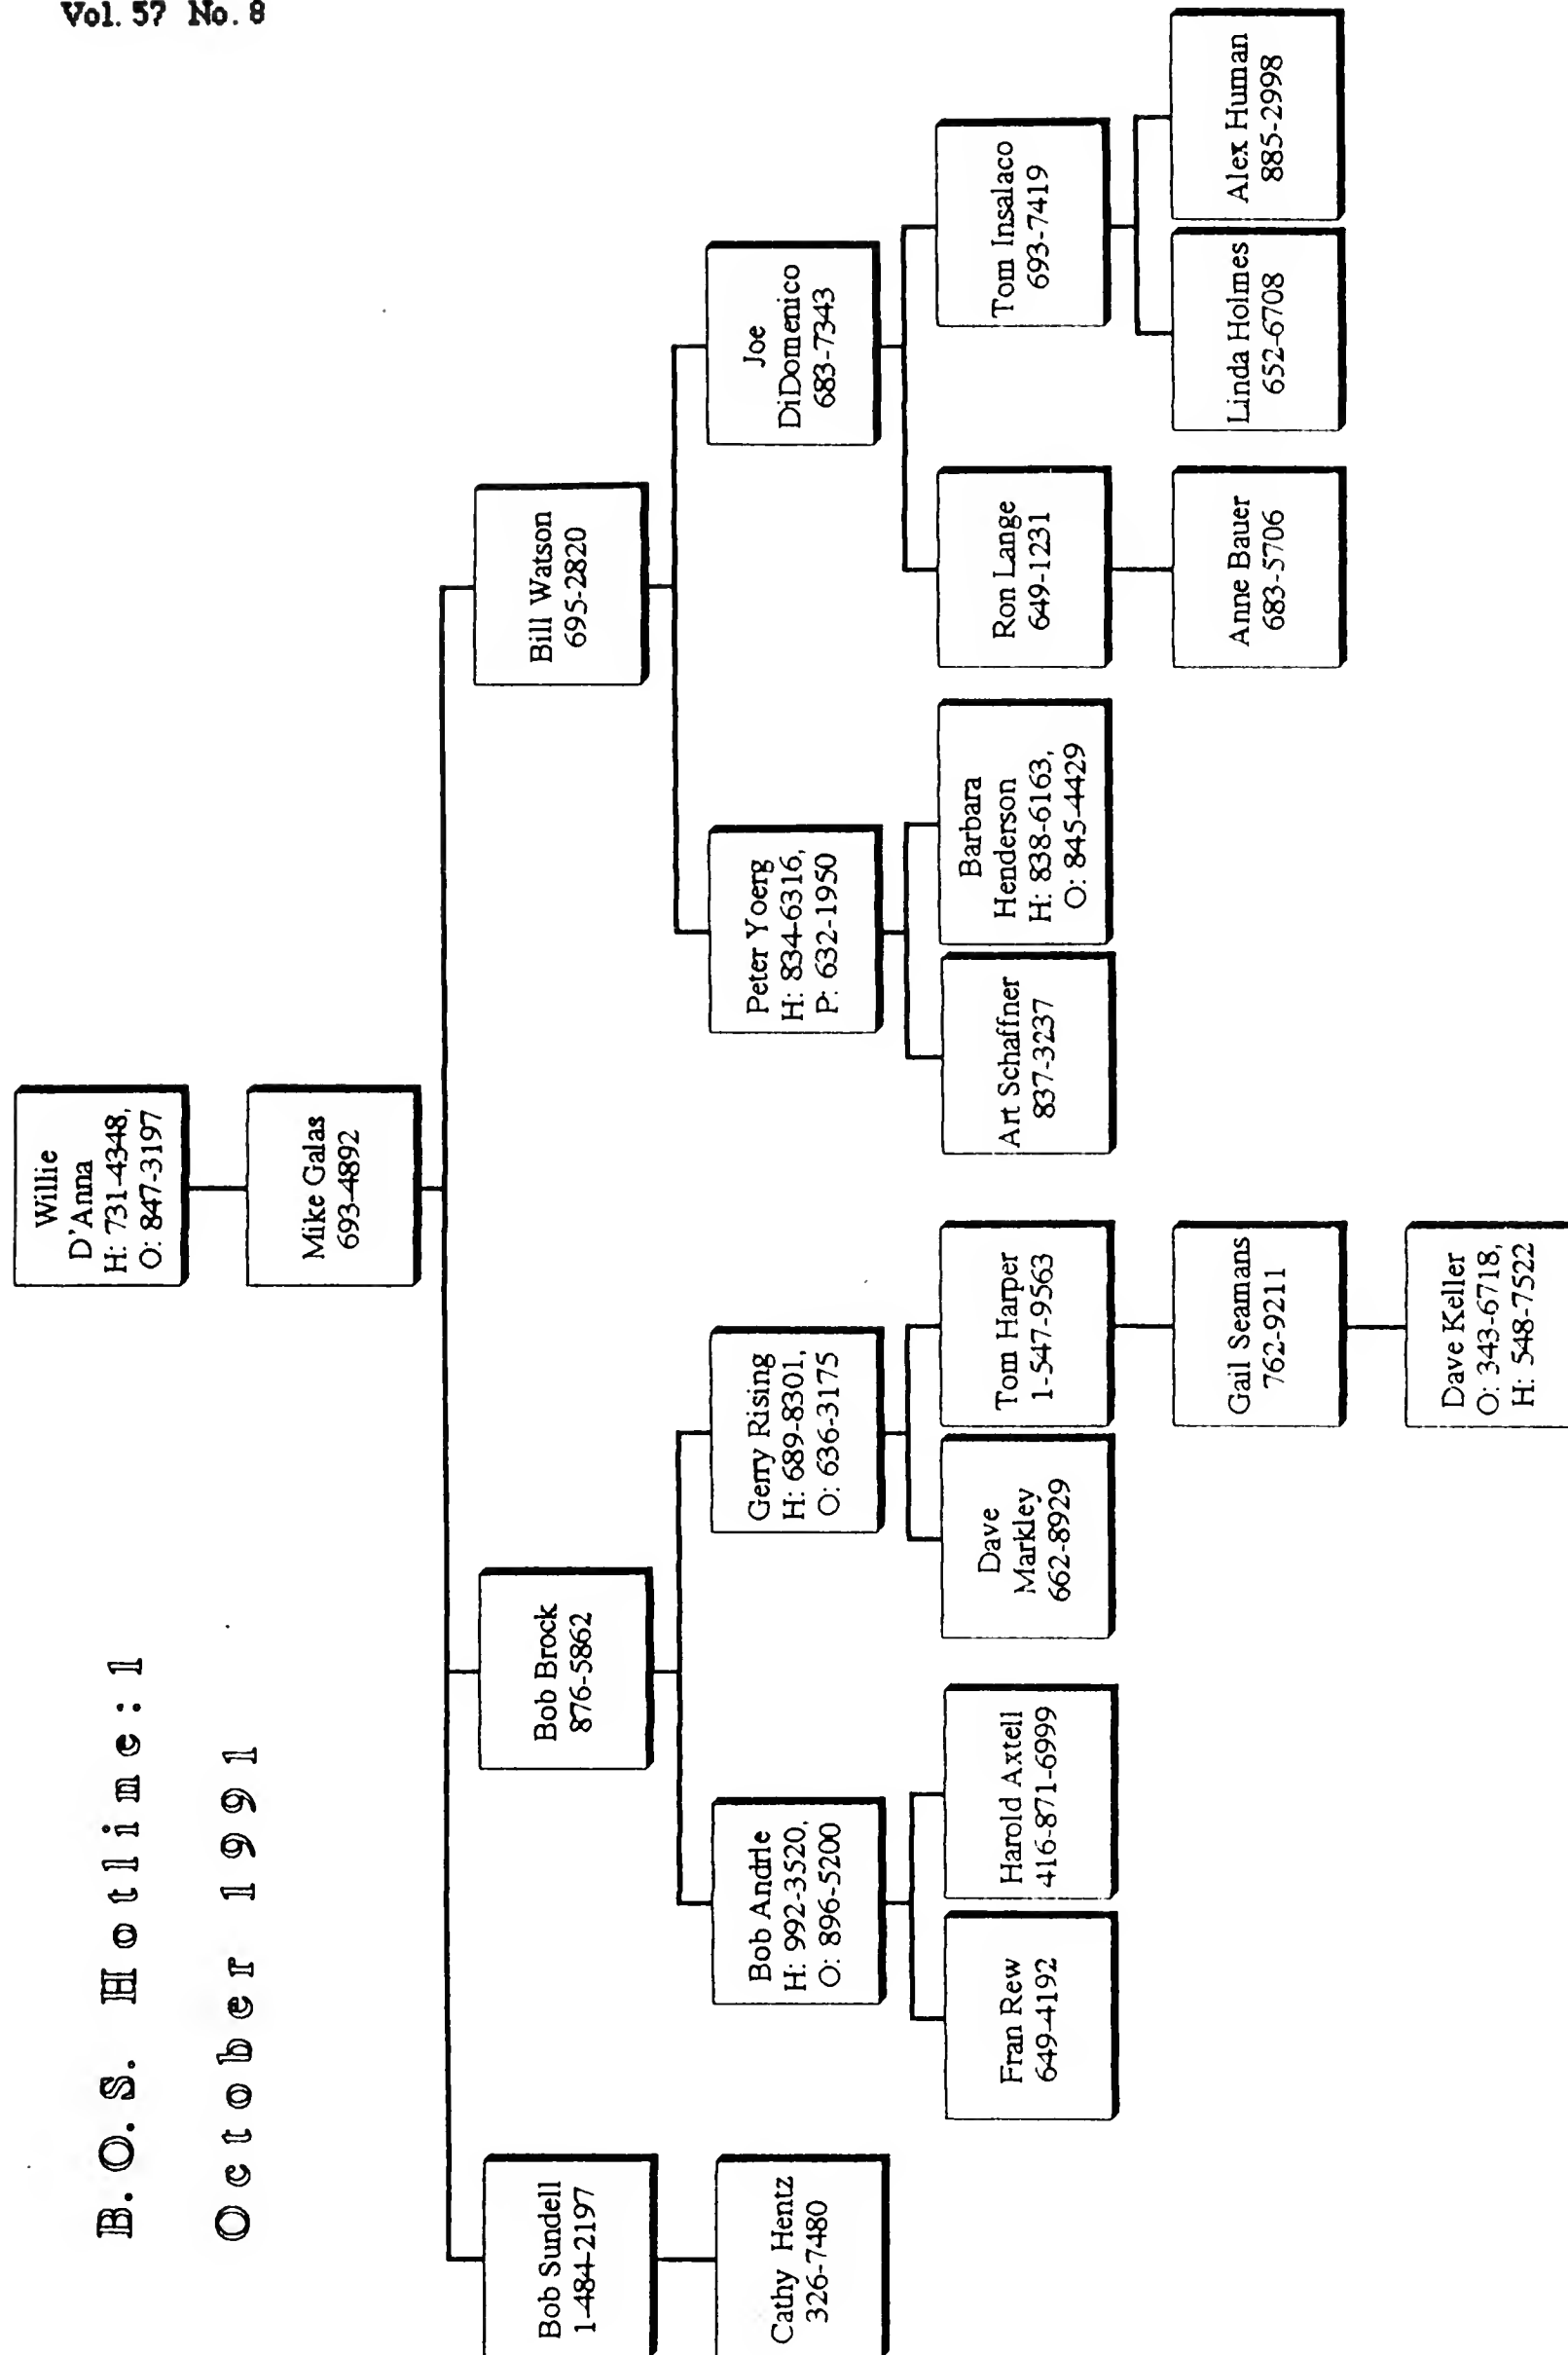 Vol. 57 No. 8
B.O.S. Hotline: 1
October 1991
Willie
D'Anna
H: 731-4348,
O: 847-3197
Mike Galas
693-4892
Bob Sundell
1-484-2197
Bob Brock
876-5862
Bill Watson
695-2820
Cathy Hentz
326-7480
Bob Andrle
H: 992-3520,
O: 896-5200
Gerry Rising
H: 689-8301,
O: 636-3175
Peter Yoerg
H: 834-6316,
P: 632-1950
Joe
DiDomenico
683-7343
Fran Rew
649-4192
Harold Axtell
416-871-6999
Dave
Markley
662-8929
Tom Harper
1-547-9563
Art Schaffner
837-3237
Barbara
Henderson
H: 838-6163,
O: 845-4429
Ron Lange
649-1231
Tom Insalaco
693-7419
Gail Seamans
762-9211
Anne Bauer
683-5706
Linda Holmes
652-6708
Alex Human
885-2998
Dave Keller
O: 343-6718,
H: 548-7522